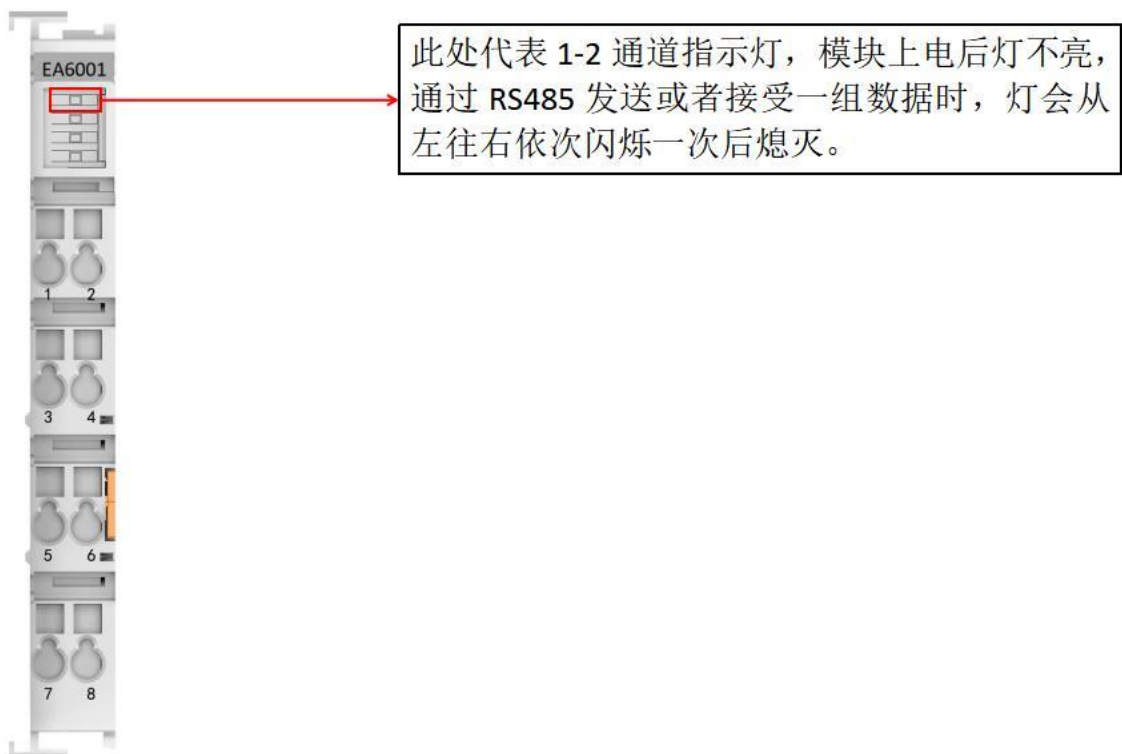 EA6001
此处代表 1-2 通道指示灯，模块上电后灯不亮，
通过 RS485 发送或者接受一组数据时，灯会从
左往右依次闪烁一次后熄灭。
1 2
3 4
5 6
7 8